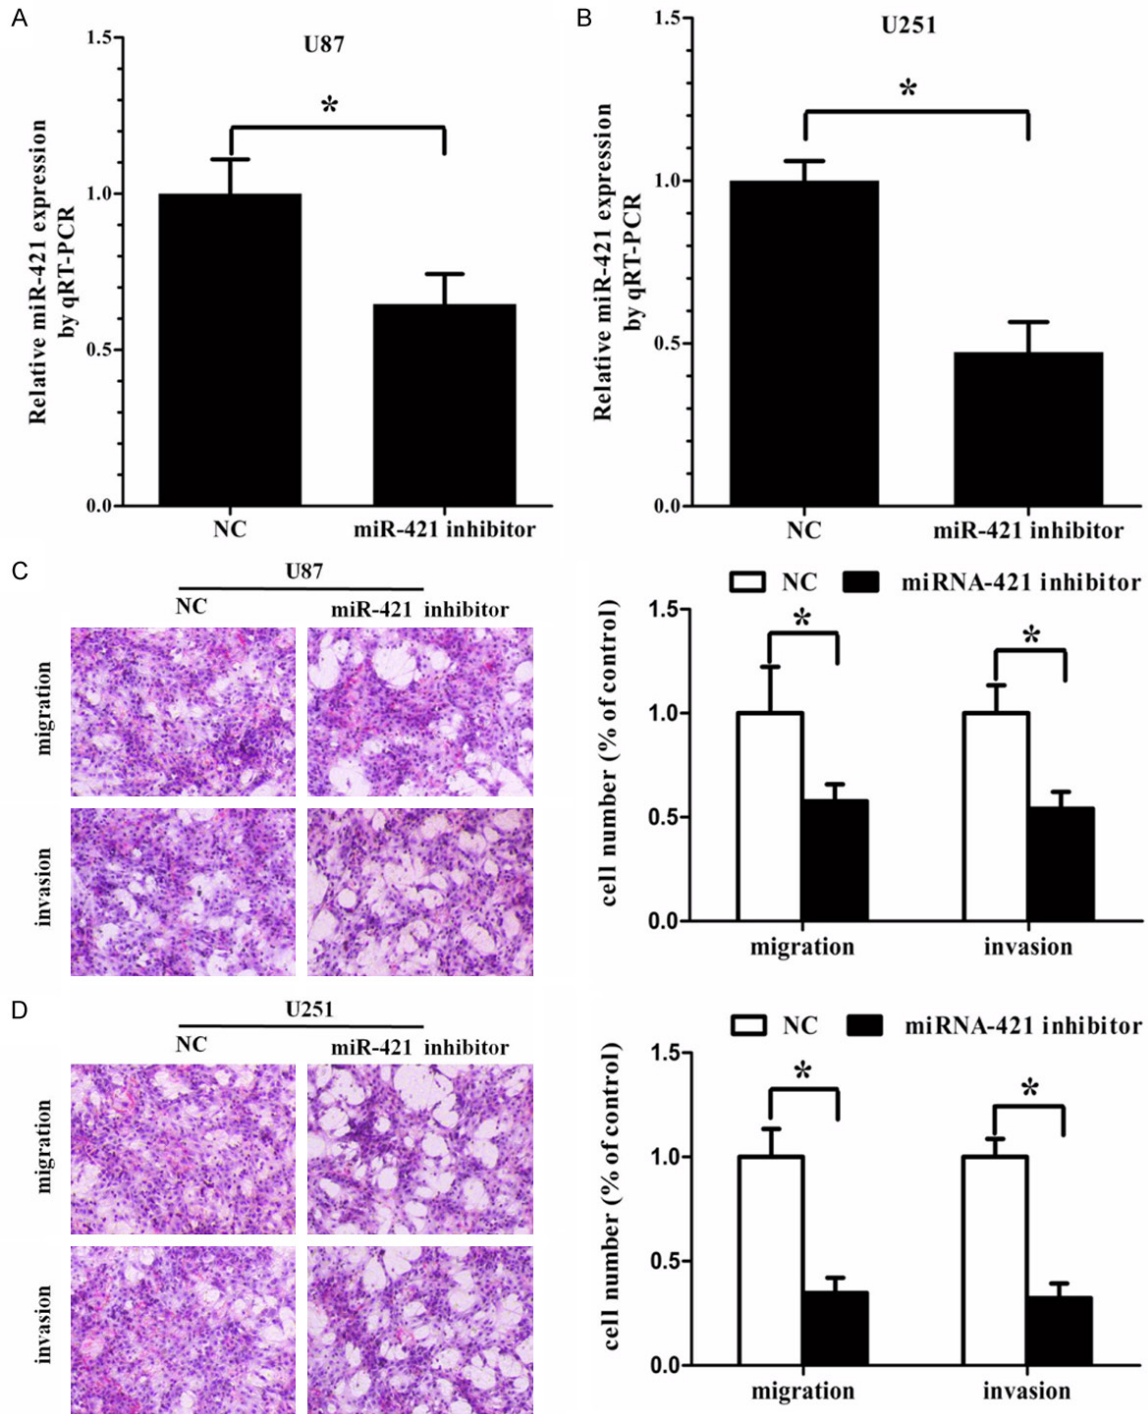 A
U87
*
1.5
1.0
0.5
0.0
Relative miR-421 expression
by qRT-PCR
NC
miR-421 inhibitor
B
U251
*
1.5
1.0
0.5
0.0
Relative miR-421 expression
by qRT-PCR
NC
miR-421 inhibitor
C
U87
NC
miR-421 inhibitor
migration
invasion
NC
miRNA-421 inhibitor
1.5
1.0
0.5
0.0
cell number (% of control)
*
*
migration
invasion
D
U251
NC
miR-421 inhibitor
migration
invasion
NC
miRNA-421 inhibitor
1.5
1.0
0.5
0.0
cell number (% of control)
*
*
migration
invasion